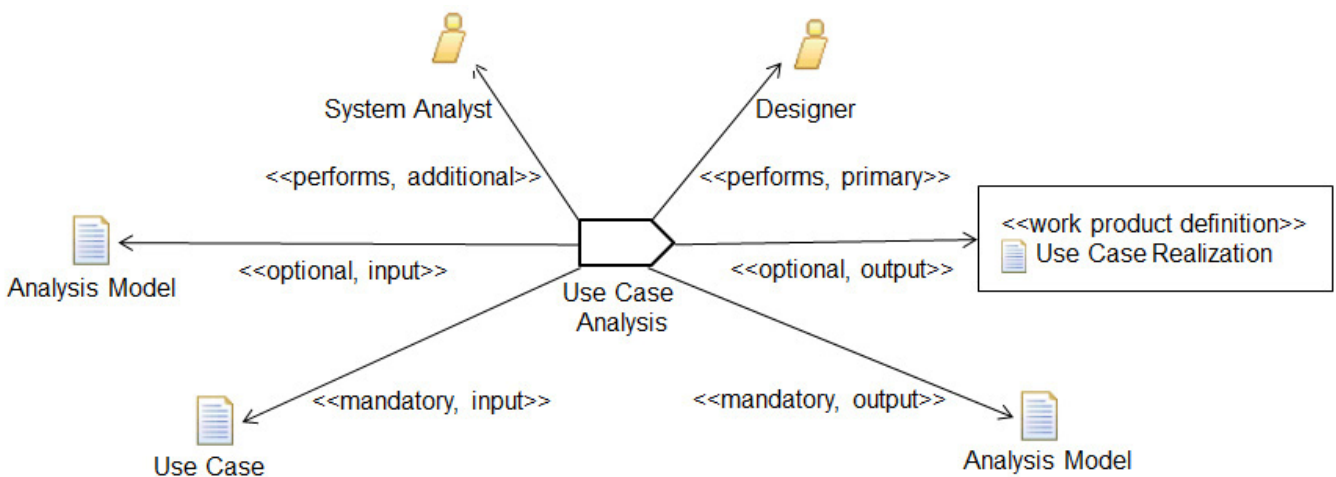 System Analyst
Designer
<<performs, additional>>
<<performs, primary>>
<<work product definition>>
Use Case Realization
Analysis Model
<<optional, input>>
Use Case
Analysis
<<optional, output>>
<<mandatory, input>>
<<mandatory, output>>
Use Case
Analysis Model